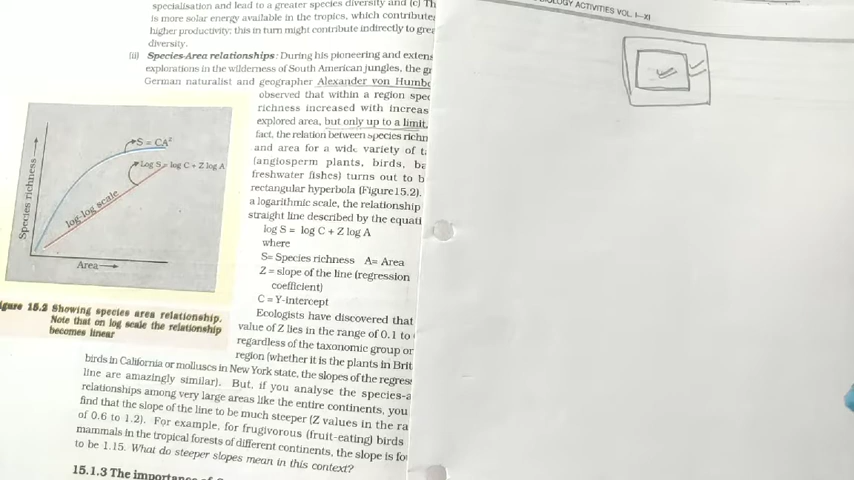 specialisation and lead to a greater species diversity and (c) Th
is more solar energy available in the tropics, which contribute
higher productivity; this in turn might contribute indirectly to grea
diversity.
(ii) Species-Area relationships: During his pioneering and extens
explorations in the wilderness of South American jungles, the gr
German naturalist and geographer Alexander von Humbo
observed that within a region spec
richness increased with increas
explored area, but only up to a limit.
fact, the relation between species richn
and area for a wide variety of t
(angiosperm plants, birds, ba
freshwater fishes) turns out to b
rectangular hyperbola (Figure 15.2).
a logarithmic scale, the relationship
straight line described by the equati
log S = log C + Z log A
where
S= Species richness A= Area
Z = slope of the line (regression
coefficient)
C = Y-intercept
Ecologists have discovered that
value of Z lies in the range of 0.1 to
regardless of the taxonomic group or
region (whether it is the plants in Brit
birds in California or molluscs in New York state, the slopes of the regres
line are amazingly similar). But, if you analyse the species-a
relationships among very large areas like the entire continents, you
find that the slope of the line to be much steeper (Z values in the ra
of 0.6 to 1.2). For example, for frugivorous (fruit-eating) birds
mammals in the tropical forests of different continents, the slope is fo
to be 1.15. What do steeper slopes mean in this context?
15.1.3 The importance of
Species richness
S = CAᶻ
Log S = log C + Z log A
log-log scale
Area
igure 15.2 Showing species area relationship.
Note that on log scale the relationship
becomes linear
BIOLOGY ACTIVITIES VOL. I-XI